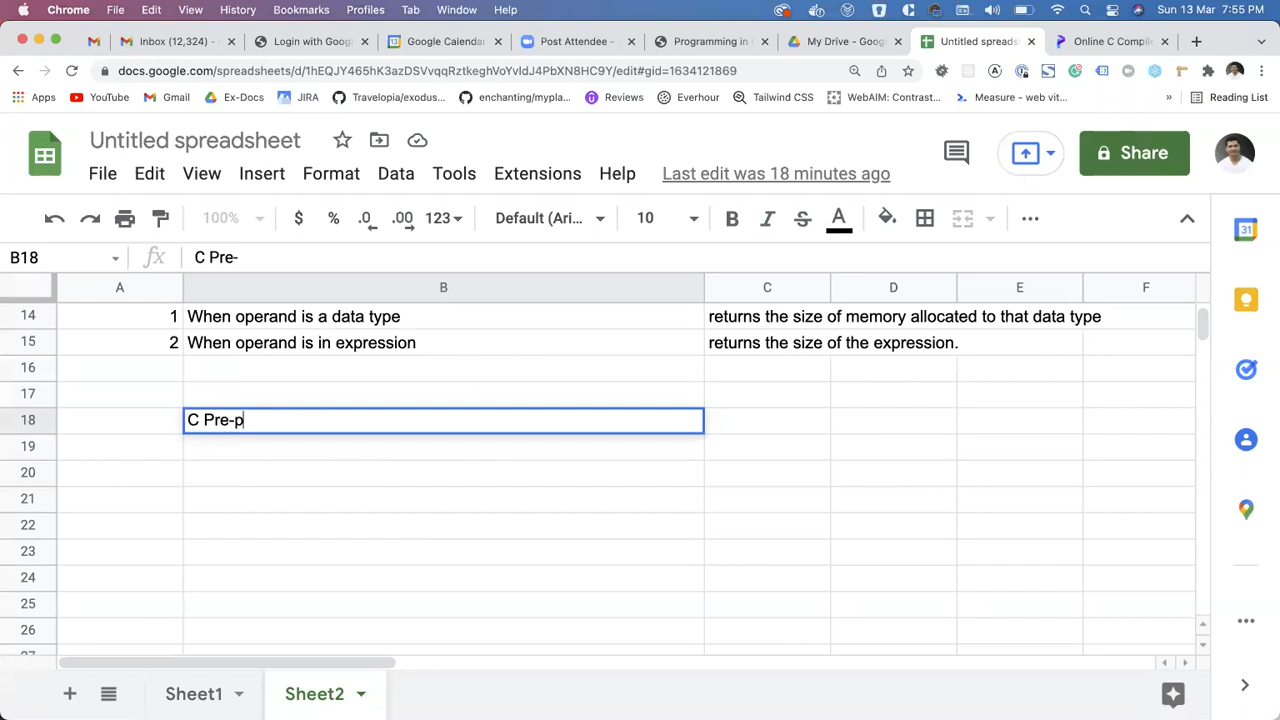 Chrome File Edit View History Bookmarks Profiles Tab Window Help Sun 13 Mar 7:55 PM
Inbox (12,324) - Login with Goog Google Calend Post Attendee - Programming in My Drive - Goog Untitled spreads Online C Compil
docs.google.com/spreadsheets/d/1hEQJY465hK3azDSVvqqRztkeghVoYvIdJ4PbXN8HC9Y/edit#gid=1634121869
Apps YouTube Gmail Ex-Docs JIRA Travelopia/exodus... enchanting/mypla... Reviews Everhour Tailwind CSS WebAIM: Contrast... Measure - web vit... » Reading List
Untitled spreadsheet
Share
File Edit View Insert Format Data Tools Extensions Help Last edit was 18 minutes ago
100% $ % .0 .00 123 Default (Ari... 10 B I S A
B18 fx C Pre-
A B C D E F
14 1 When operand is a data type returns the size of memory allocated to that data type
15 2 When operand is in expression returns the size of the expression.
16
17
18 C Pre-p
19
20
21
22
23
24
25
26
27
Sheet1 Sheet2
31